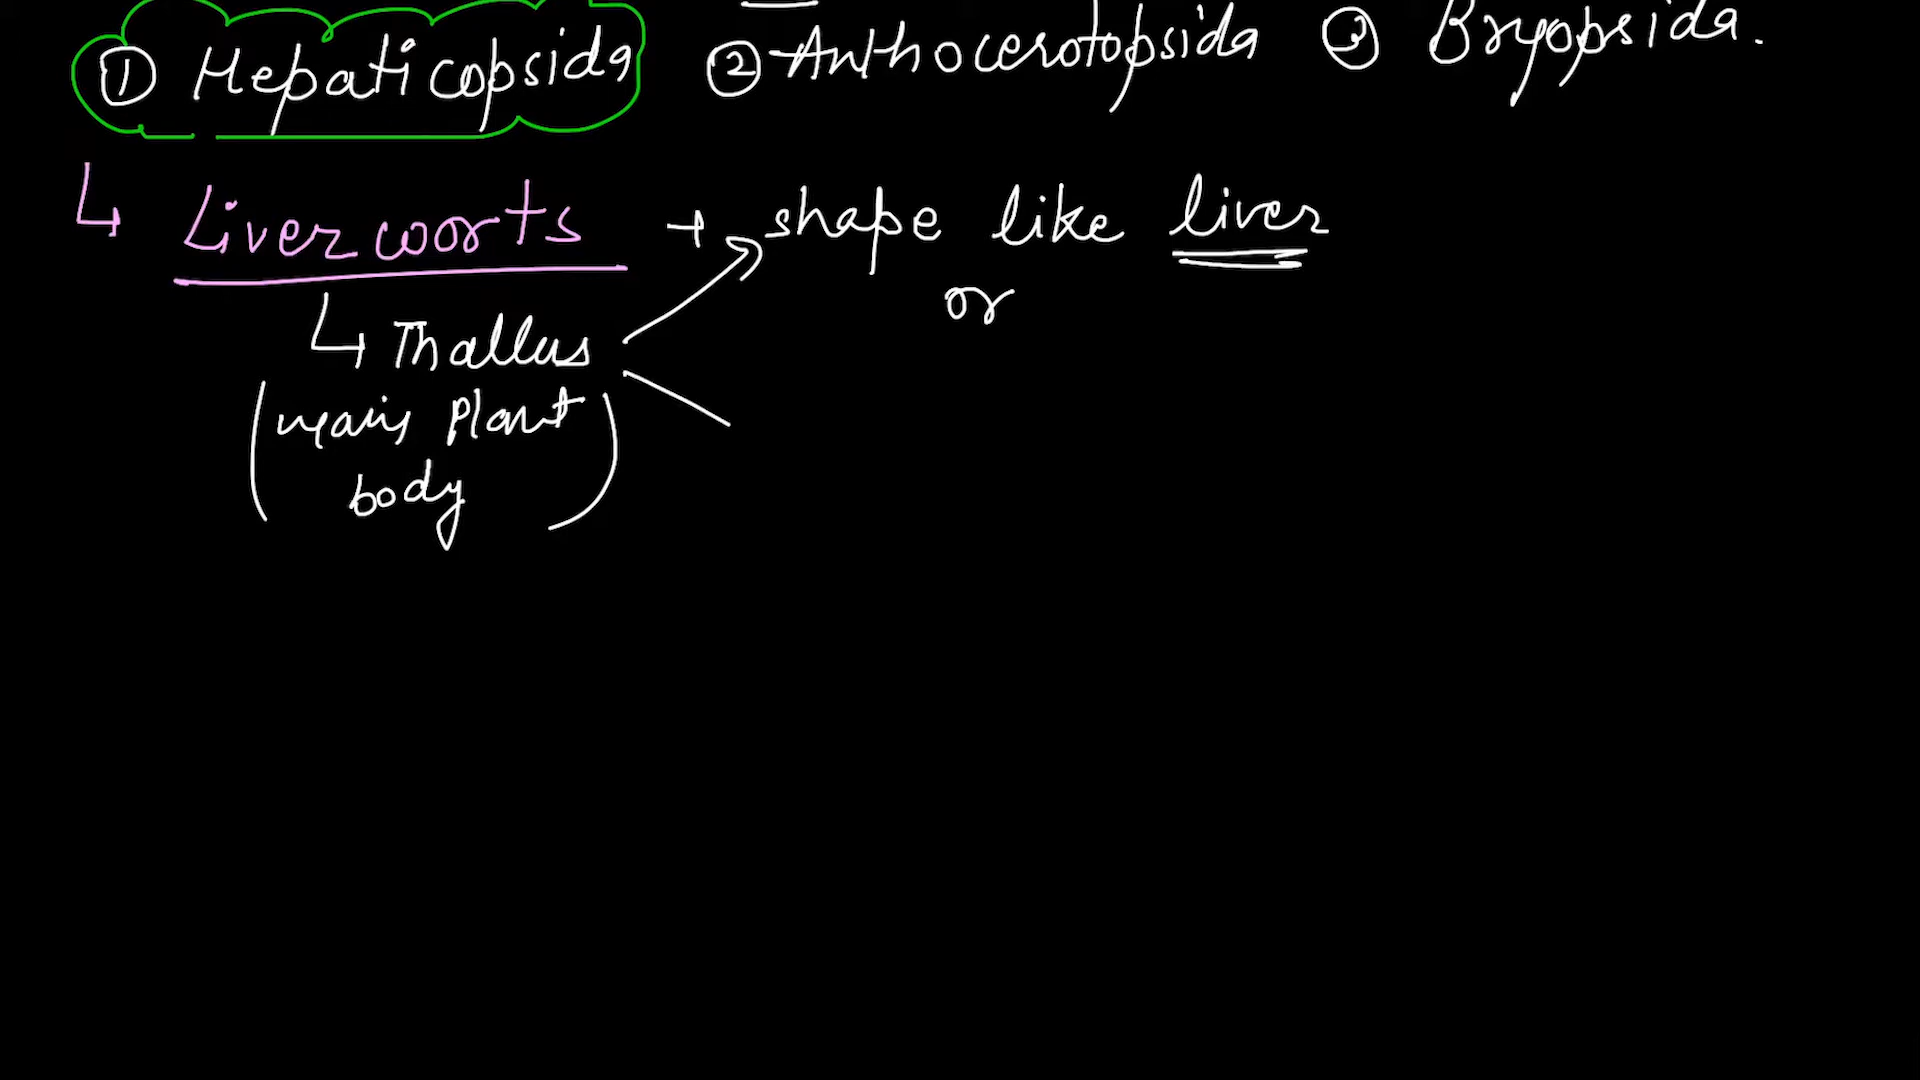 ① Hepaticopsida ② Anthocerotopsida ③ Bryopsida.
↳ Liverworts → shape like liver
or
↳ Thallus
(main plant
body)